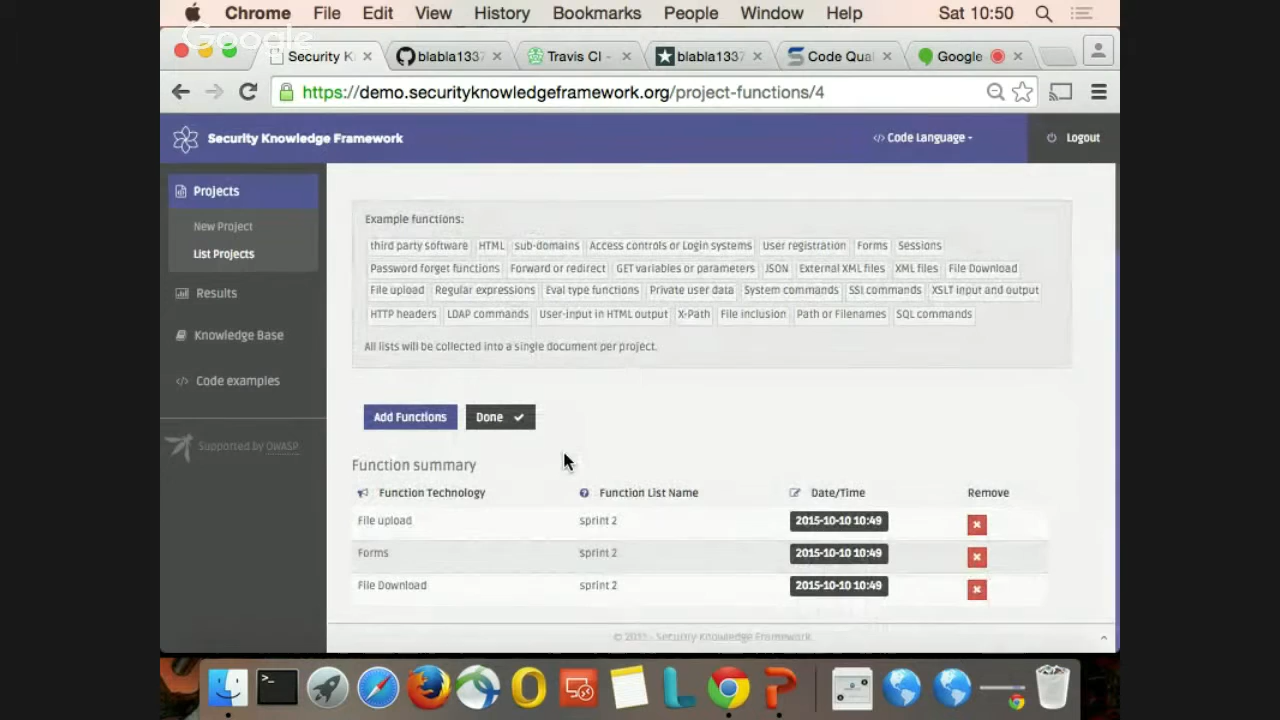 Chrome File Edit View History Bookmarks People Window Help Sat 10:50
Google
Security K blabla1337 Travis CI - blabla1337 Code Qual Google
https://demo.securityknowledgeframework.org/project-functions/4
Security Knowledge Framework Code Language Logout
Projects
New Project
List Projects
Results
Knowledge Base
Code examples
Supported by OWASP
Example functions:
third party software HTML sub-domains Access controls or Login systems User registration Forms Sessions
Password forget functions Forward or redirect GET variables or parameters JSON External XML files XML files File Download
File upload Regular expressions Eval type functions Private user data System commands SSI commands XSLT input and output
HTTP headers LDAP commands User-input in HTML output X-Path File inclusion Path or Filenames SQL commands
All lists will be collected into a single document per project.
Add Functions Done
Function summary
Function Technology Function List Name Date/Time Remove
File upload sprint 2 2015-10-10 10:49
Forms sprint 2 2015-10-10 10:49
File Download sprint 2 2015-10-10 10:49
© 2015 - Security Knowledge Framework